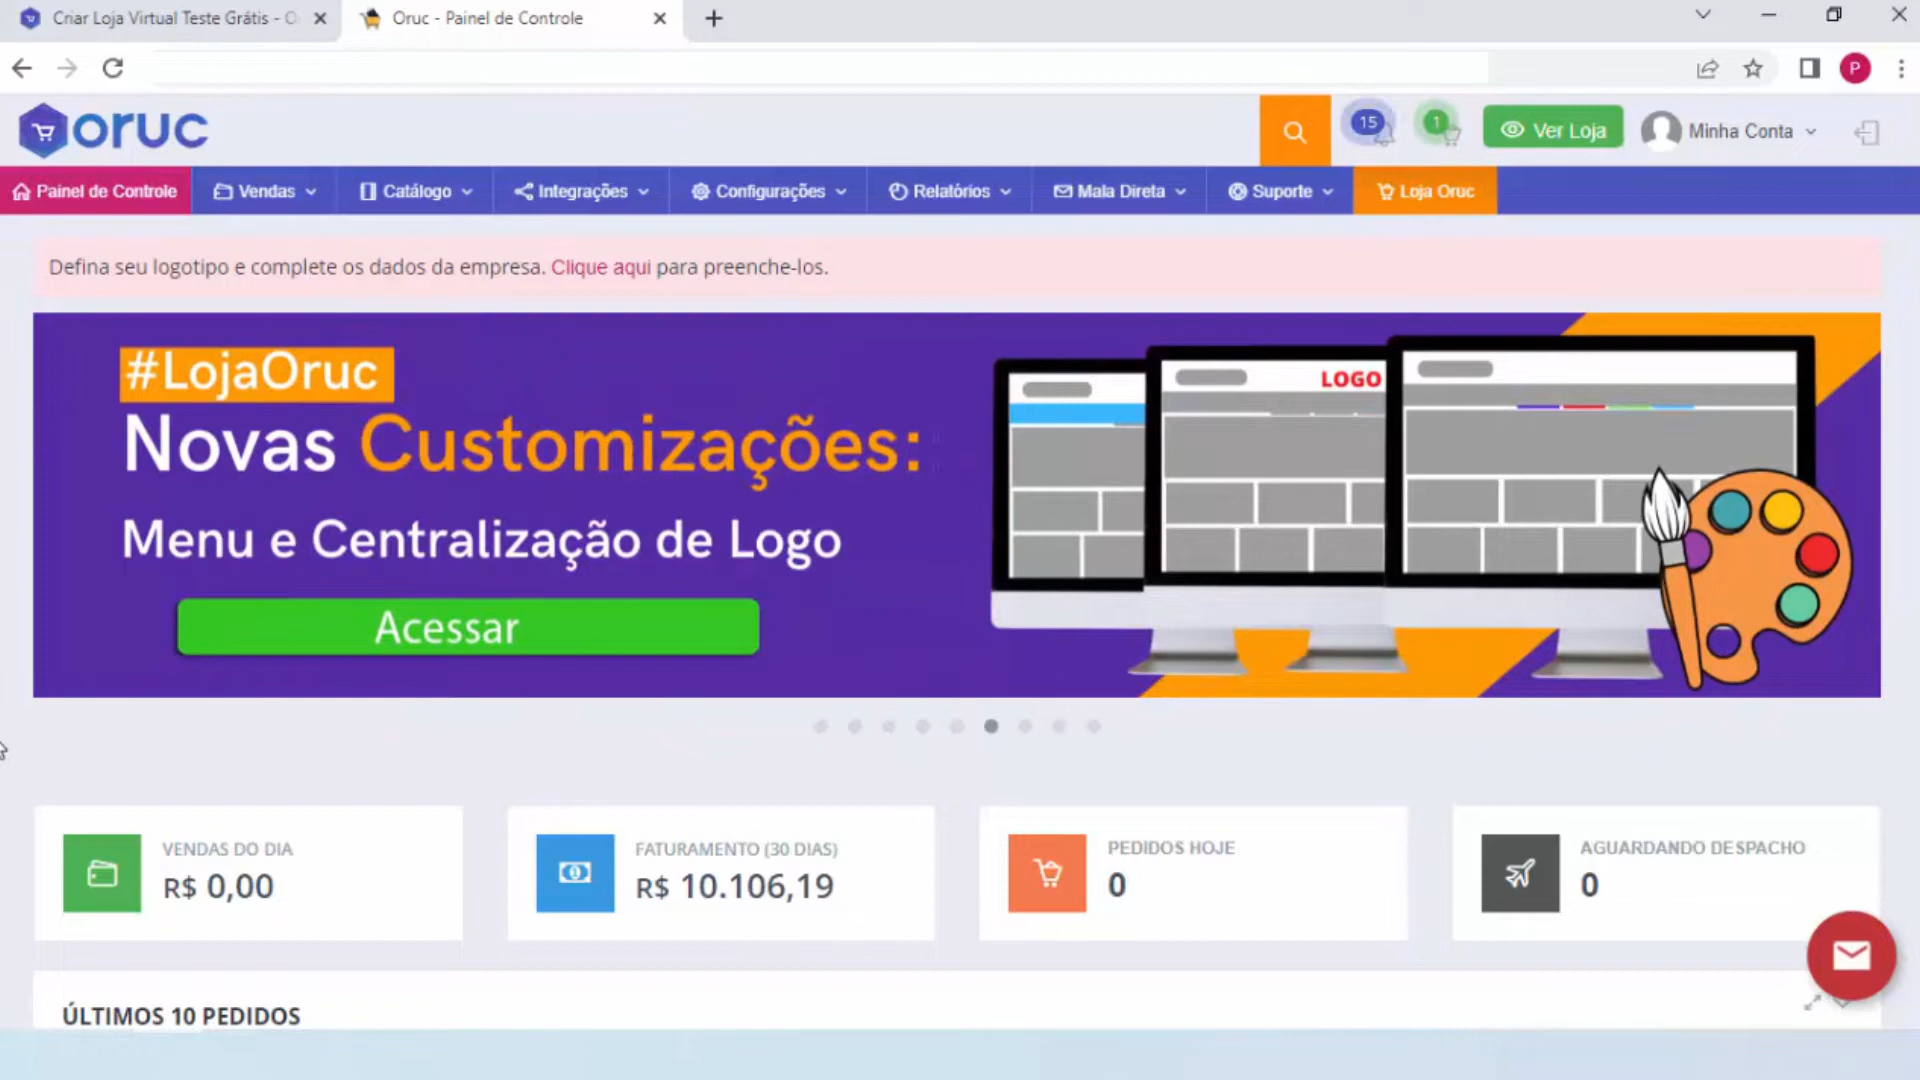 Criar Loja Virtual Teste Grátis - O
Oruc - Painel de Controle
P
oruc
15
1
Ver Loja
Minha Conta
Painel de Controle
Vendas
Catálogo
Integrações
Configurações
Relatórios
Mala Direta
Suporte
Loja Oruc
Defina seu logotipo e complete os dados da empresa. Clique aqui para preenche-los.
#LojaOruc
Novas Customizações:
Menu e Centralização de Logo
Acessar
LOGO
VENDAS DO DIA
R$ 0,00
FATURAMENTO (30 DIAS)
R$ 10.106,19
PEDIDOS HOJE
0
AGUARDANDO DESPACHO
0
ÚLTIMOS 10 PEDIDOS